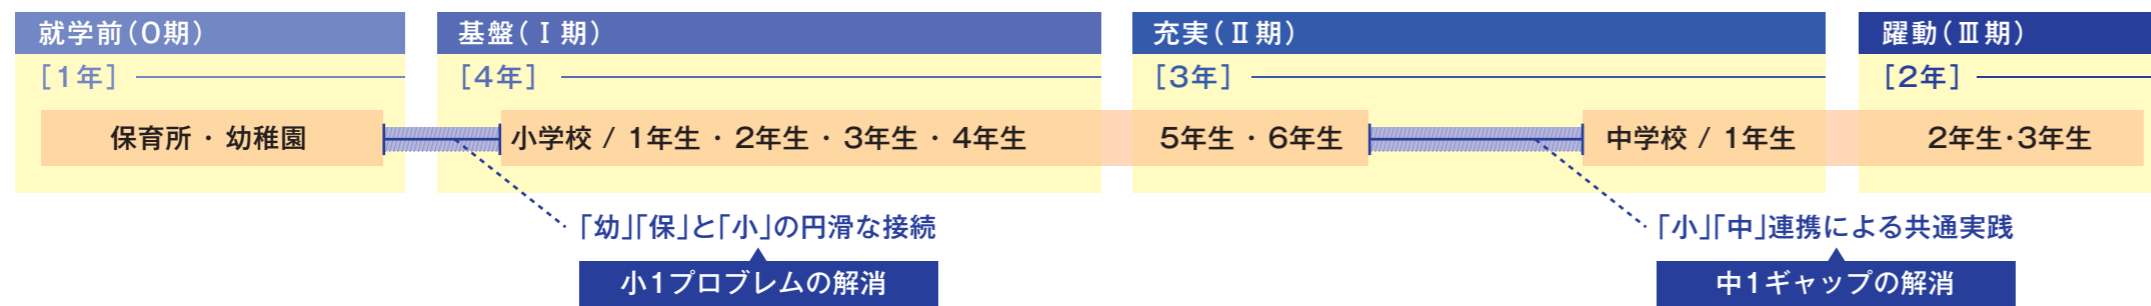 就学前(0期)
[1年]
保育所・幼稚園
基盤(Ⅰ期)
[4年]
小学校 / 1年生・2年生・3年生・4年生
充実(Ⅱ期)
[3年]
5年生・6年生
中学校 / 1年生
躍動(Ⅲ期)
[2年]
2年生・3年生
「幼」「保」と「小」の円滑な接続
小1プロブレムの解消
「小」「中」連携による共通実践
中1ギャップの解消